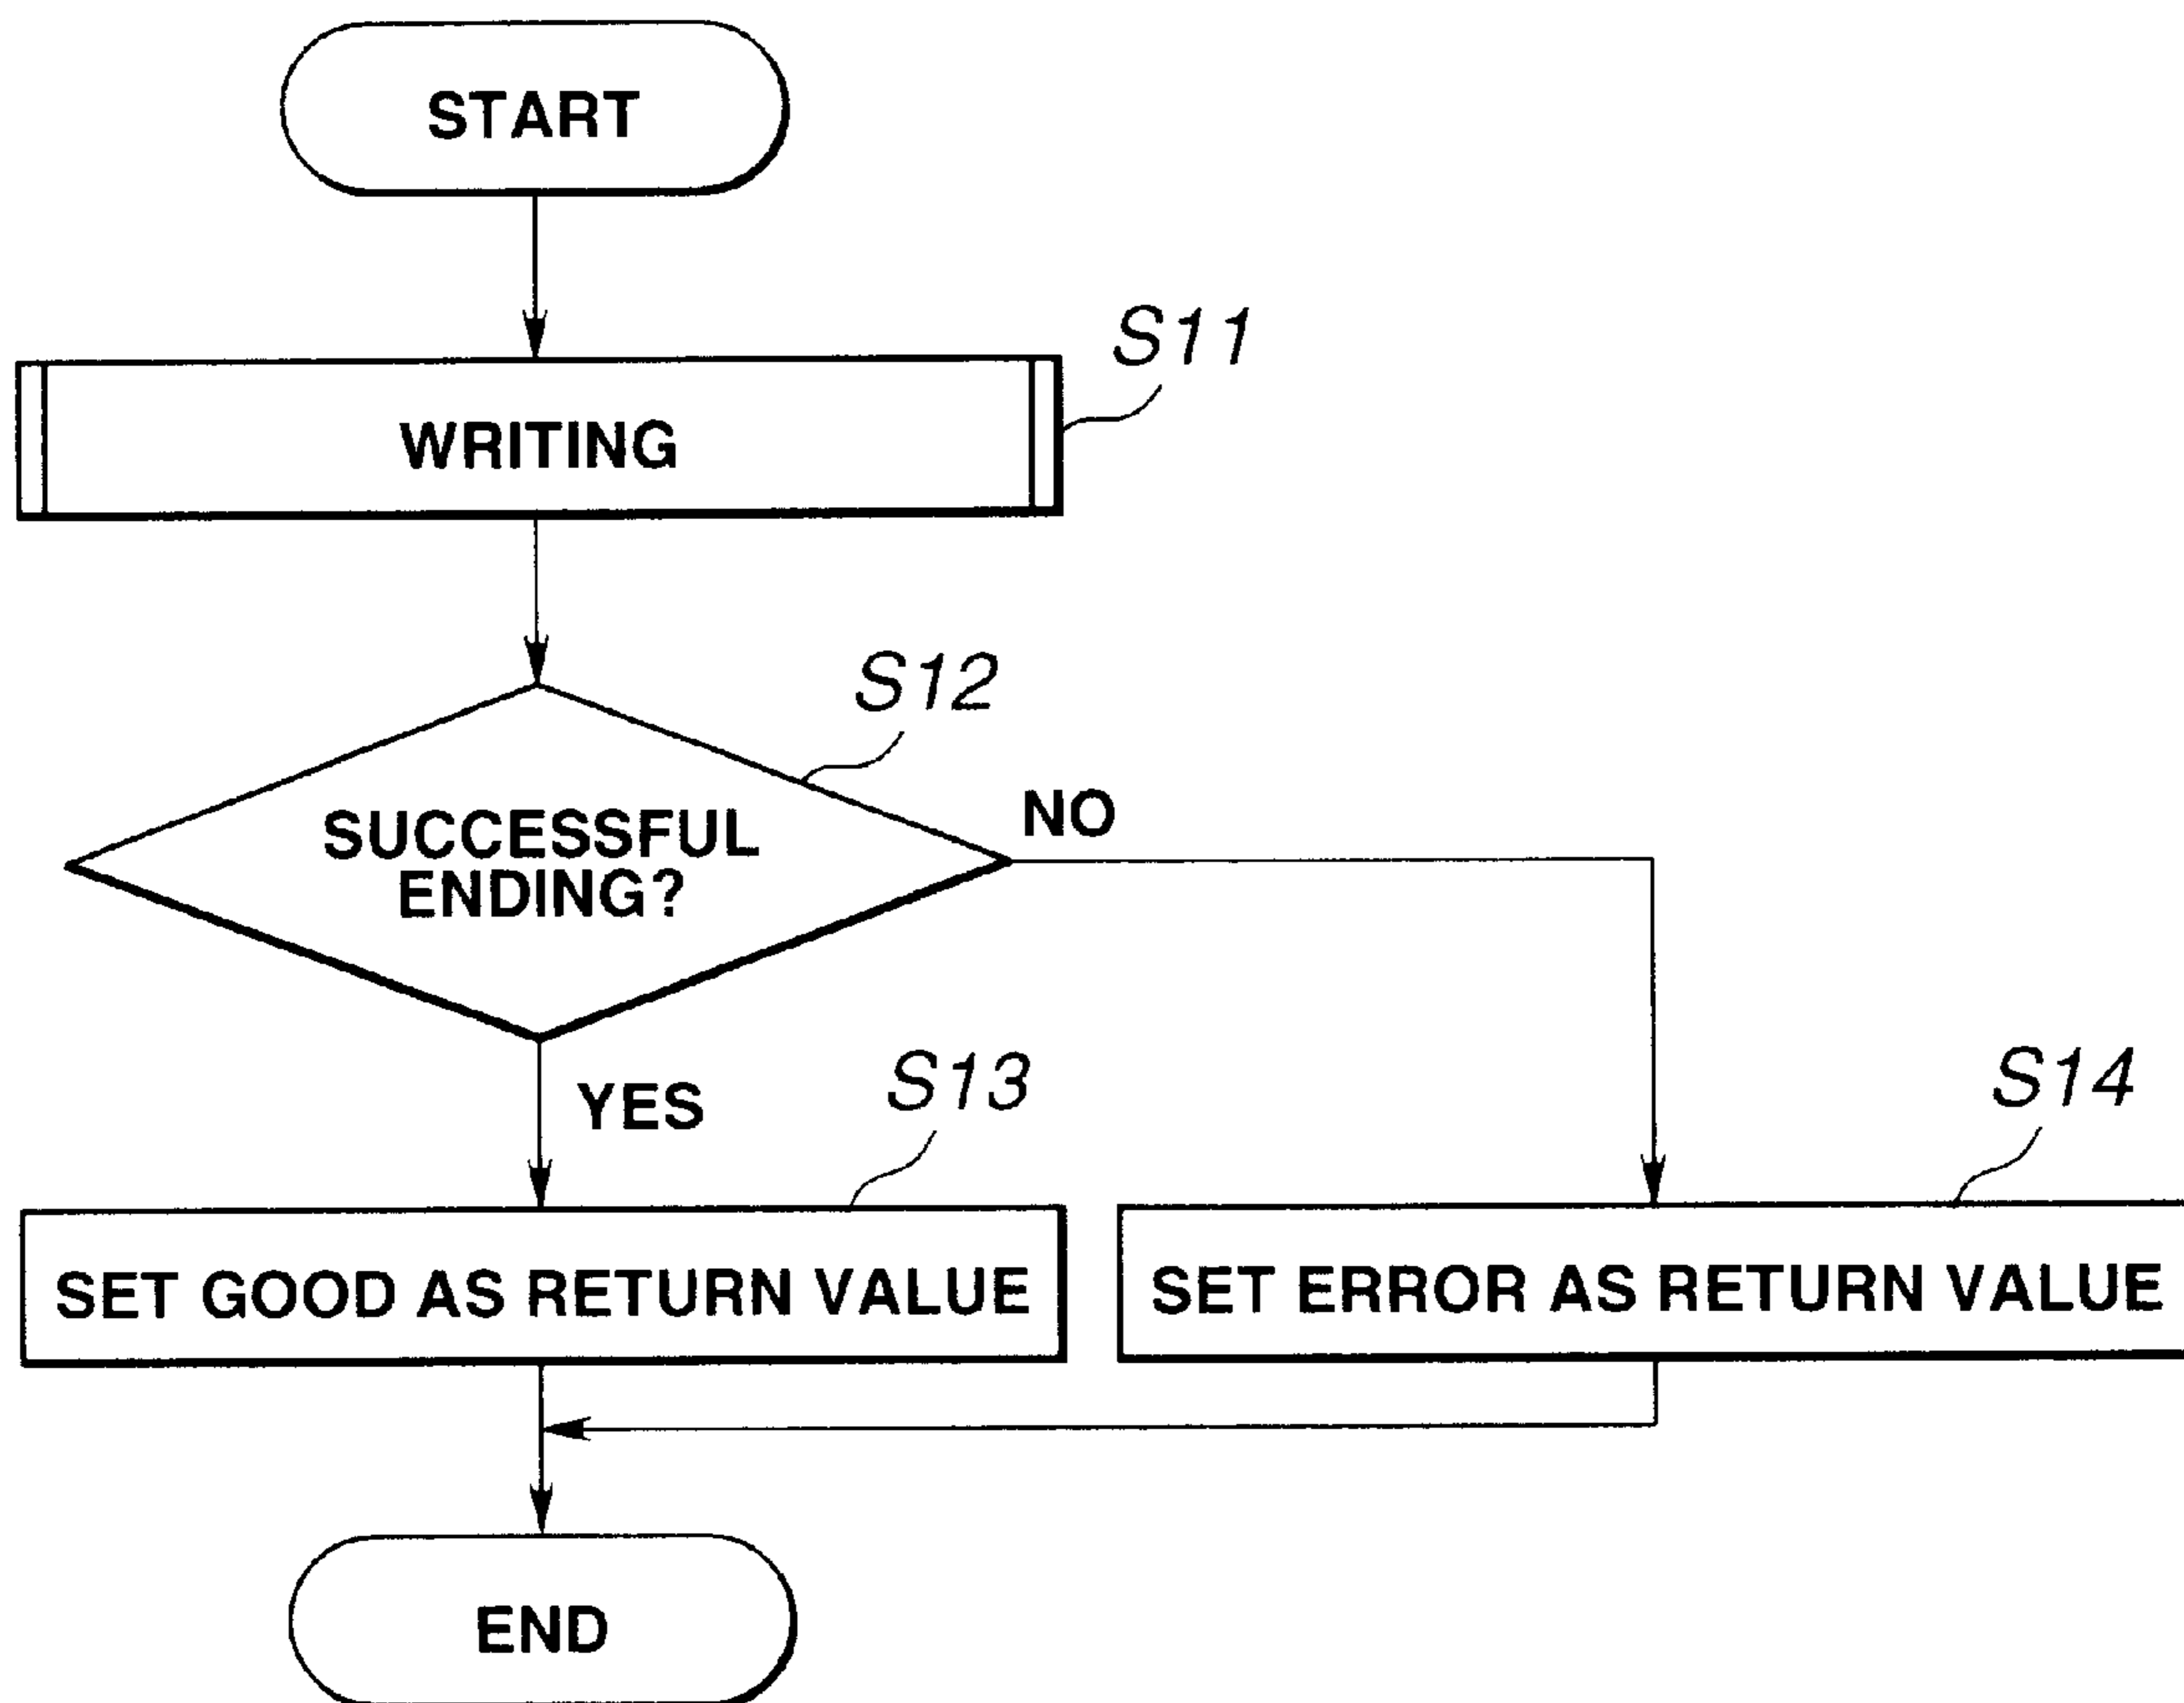 START
S11
WRITING
S12
SUCCESSFUL
ENDING?
NO
YES
S13
S14
SET GOOD AS RETURN VALUE
SET ERROR AS RETURN VALUE
END